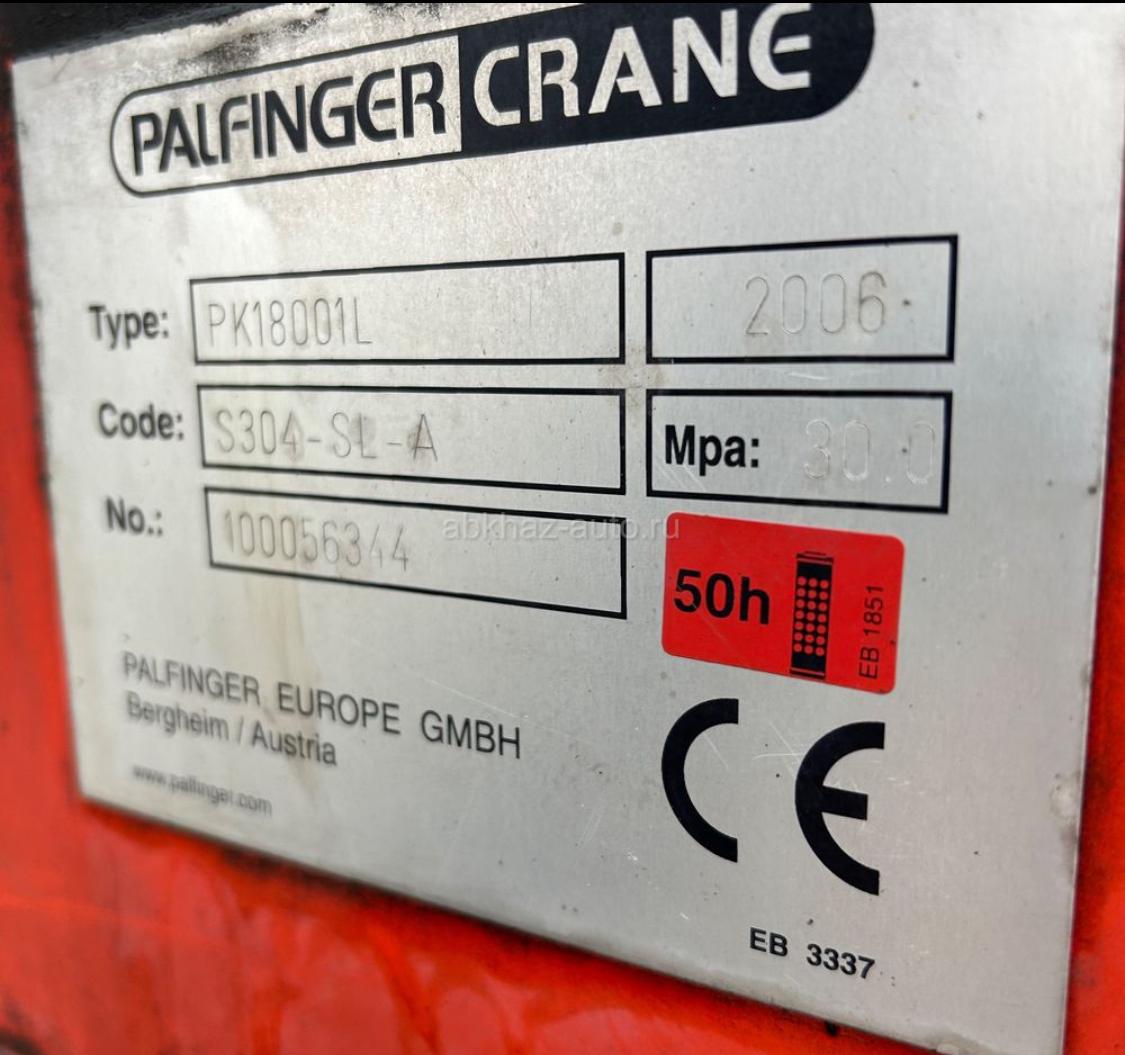 PALFINGER CRANE
Type: PK18001L 2006
Code: S304-SL-A Mpa: 30.0
No.: 100056344
abkhaz-auto.ru
50h EB 1851
PALFINGER EUROPE GMBH
Bergheim / Austria
www.palfinger.com
CE
EB 3337